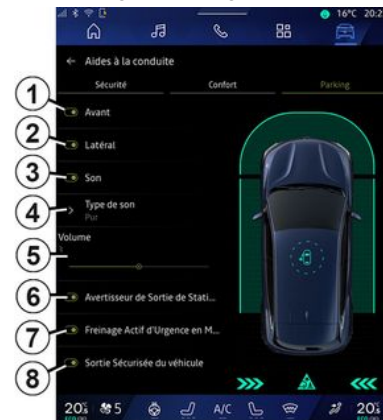 16°C 20:2
Aides à la conduite
Sécurité Confort Parking
1 Avant
2 Latéral
3 Son
4 Type de son
Pur
Volume
5
6 Avertisseur de Sortie de Stati...
7 Freinage Actif d'Urgence en M...
8 Sortie Sécurisée du véhicule
20 5 A/C 20